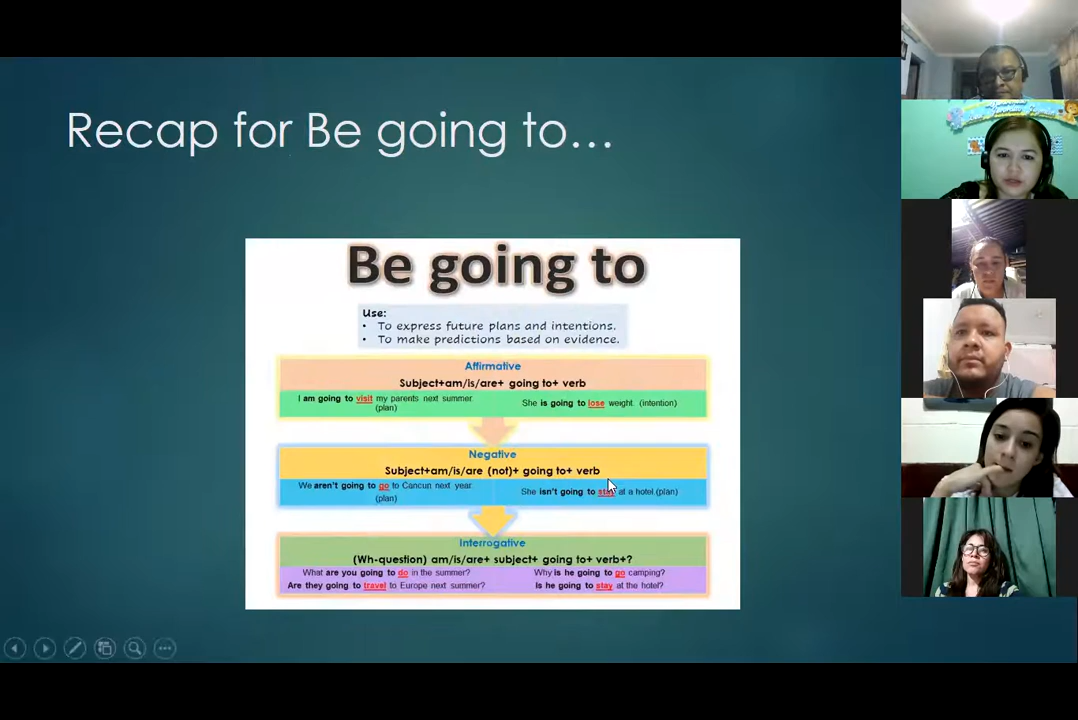 Recap for Be going to...
Be going to
Use:
• To express future plans and intentions.
• To make predictions based on evidence.
Affirmative
Subject+am/is/are+ going to+ verb
I am going to visit my parents next summer. (plan)
She is going to lose weight. (intention)
Negative
Subject+am/is/are (not)+ going to+ verb
We aren't going to go to Cancun next year. (plan)
She isn't going to stay at a hotel.(plan)
Interrogative
(Wh-question) am/is/are+ subject+ going to+ verb+?
What are you going to do in the summer?
Why is he going to go camping?
Are they going to travel to Europe next summer?
Is he going to stay at the hotel?